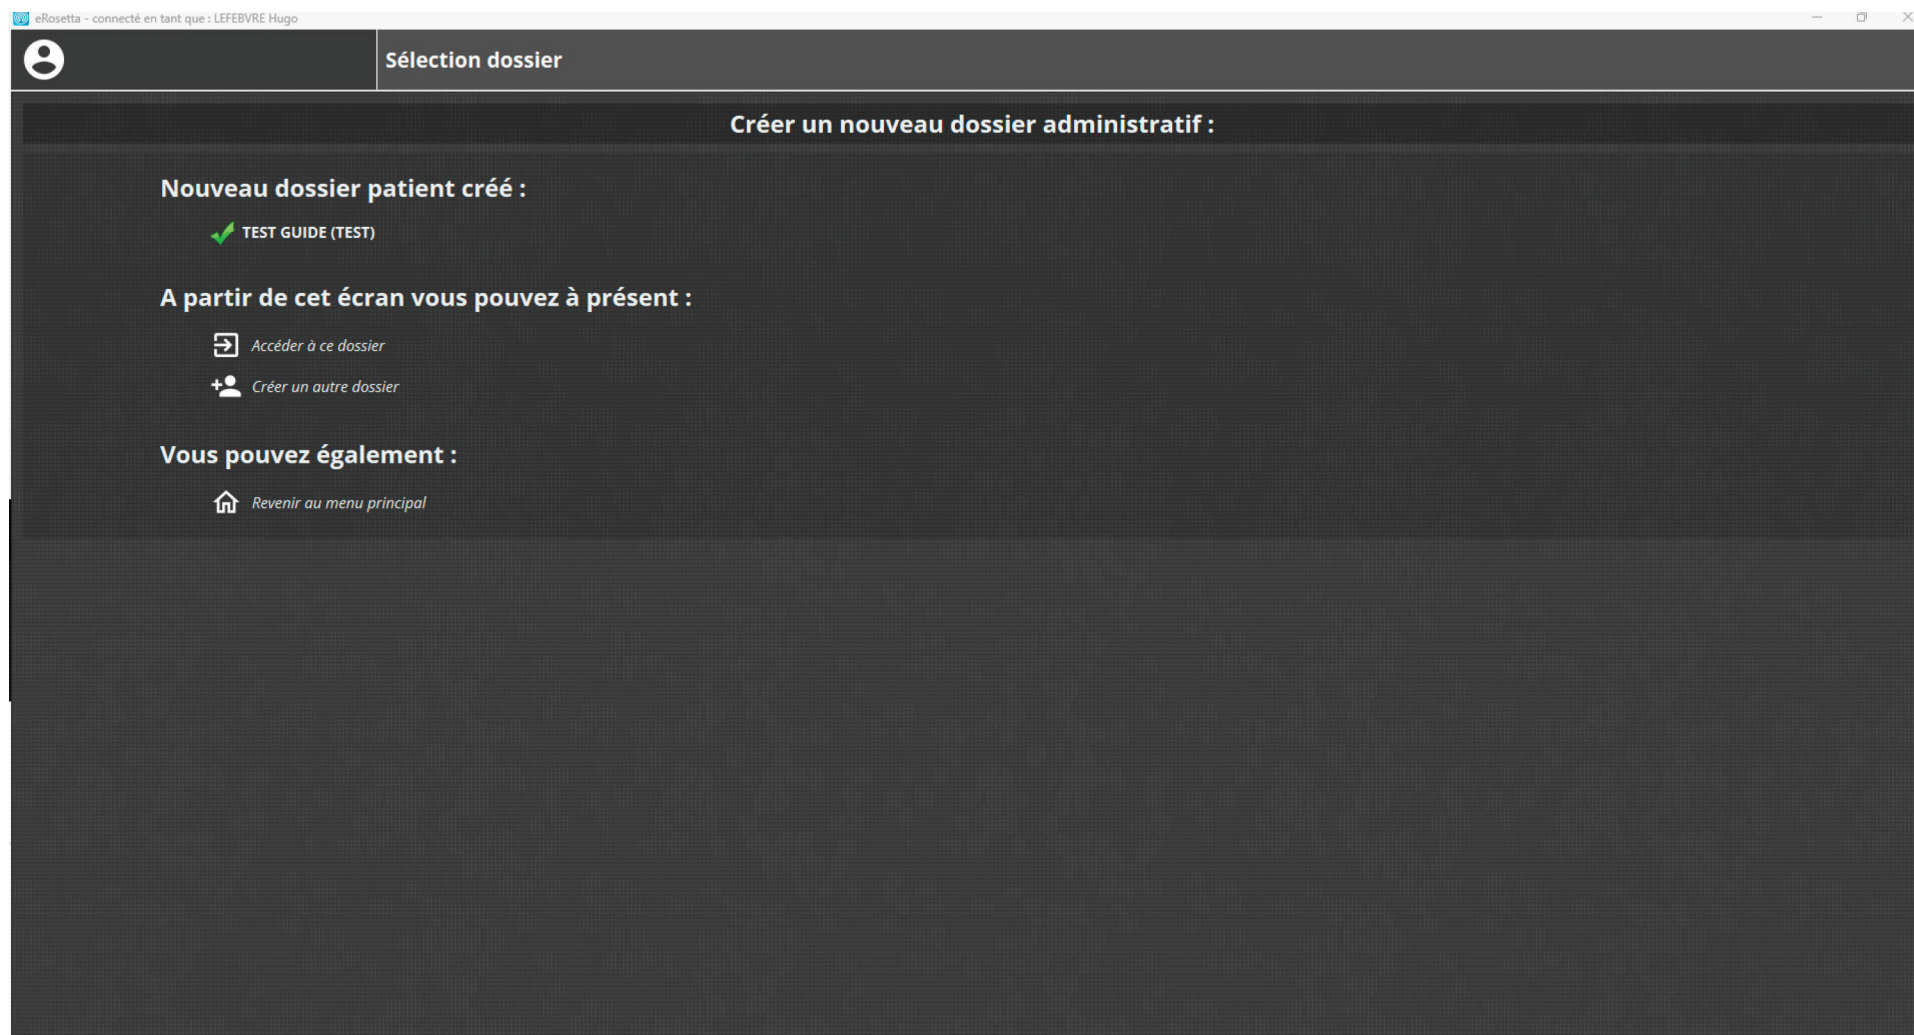 eRosetta - connecté en tant que : LEFEBVRE Hugo
Sélection dossier
Créer un nouveau dossier administratif :
Nouveau dossier patient créé :
TEST GUIDE (TEST)
A partir de cet écran vous pouvez à présent :
Accéder à ce dossier
Créer un autre dossier
Vous pouvez également :
Revenir au menu principal